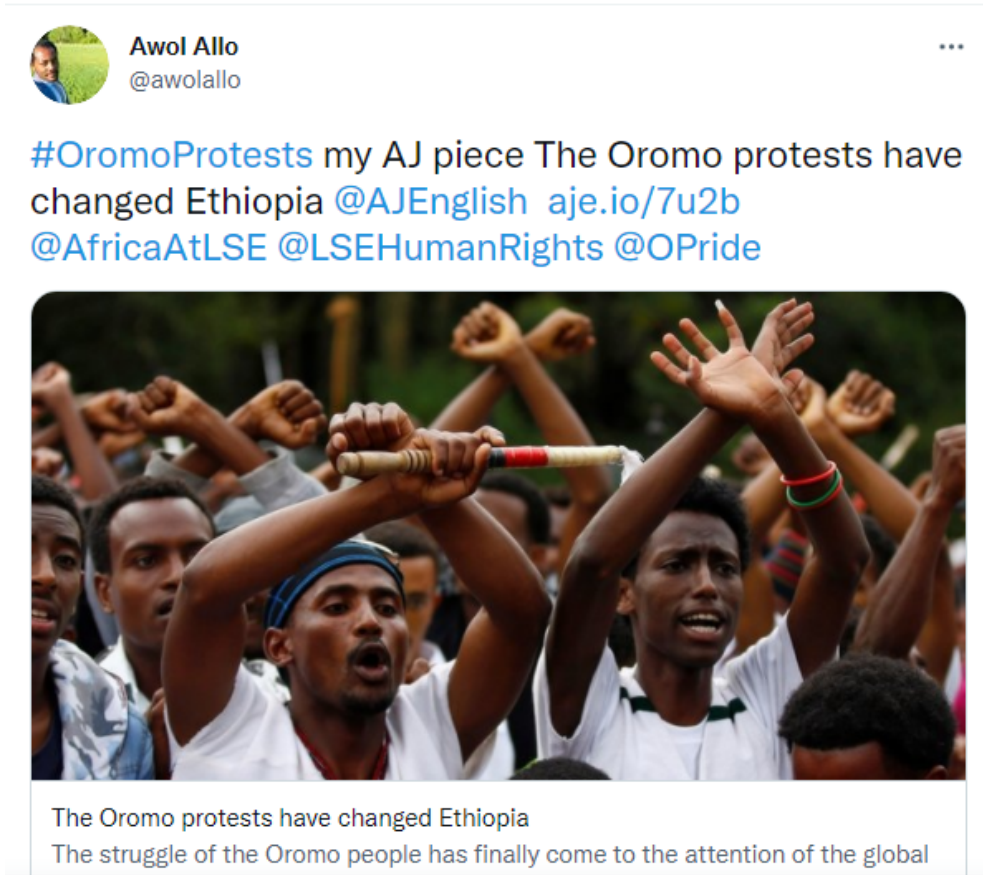 Awol Allo
@awolallo
#OromoProtests my AJ piece The Oromo protests have
changed Ethiopia @AJEnglish aje.io/7u2b
@AfricaAtLSE @LSEHumanRights @OPride
The Oromo protests have changed Ethiopia
The struggle of the Oromo people has finally come to the attention of the global